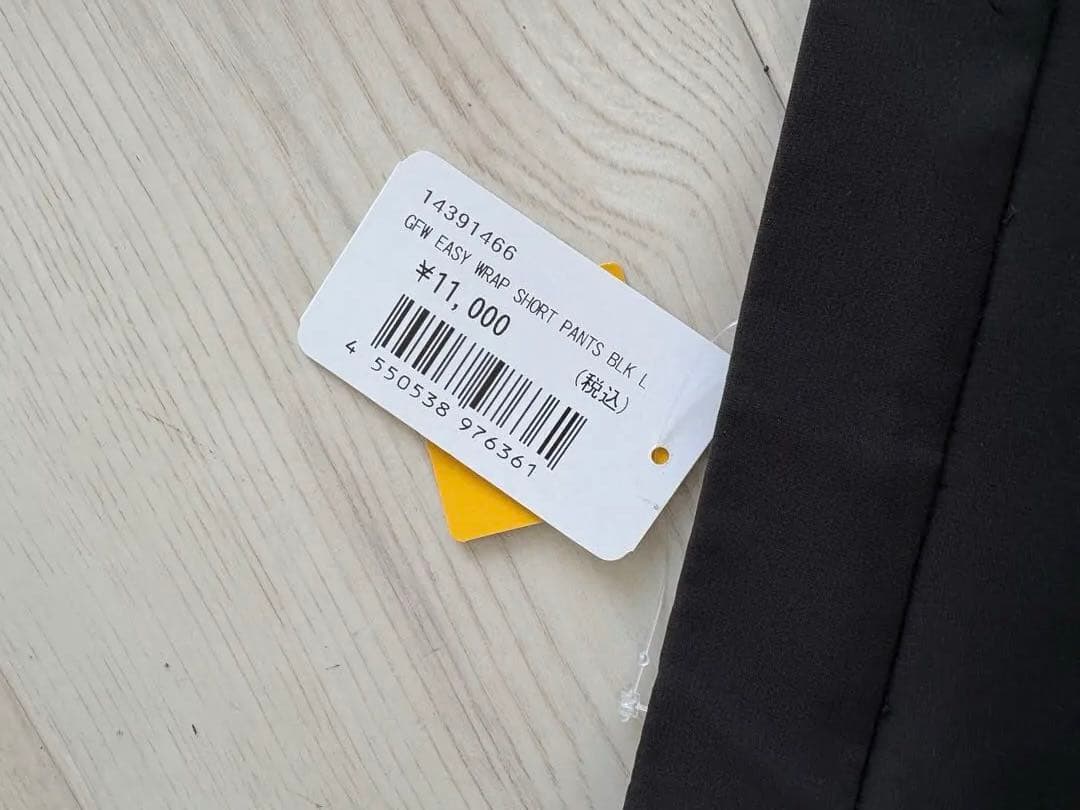 14391466
GFW EASY WRAP SHORT PANTS BLK L
¥11,000
(税込)
4 550538 976361